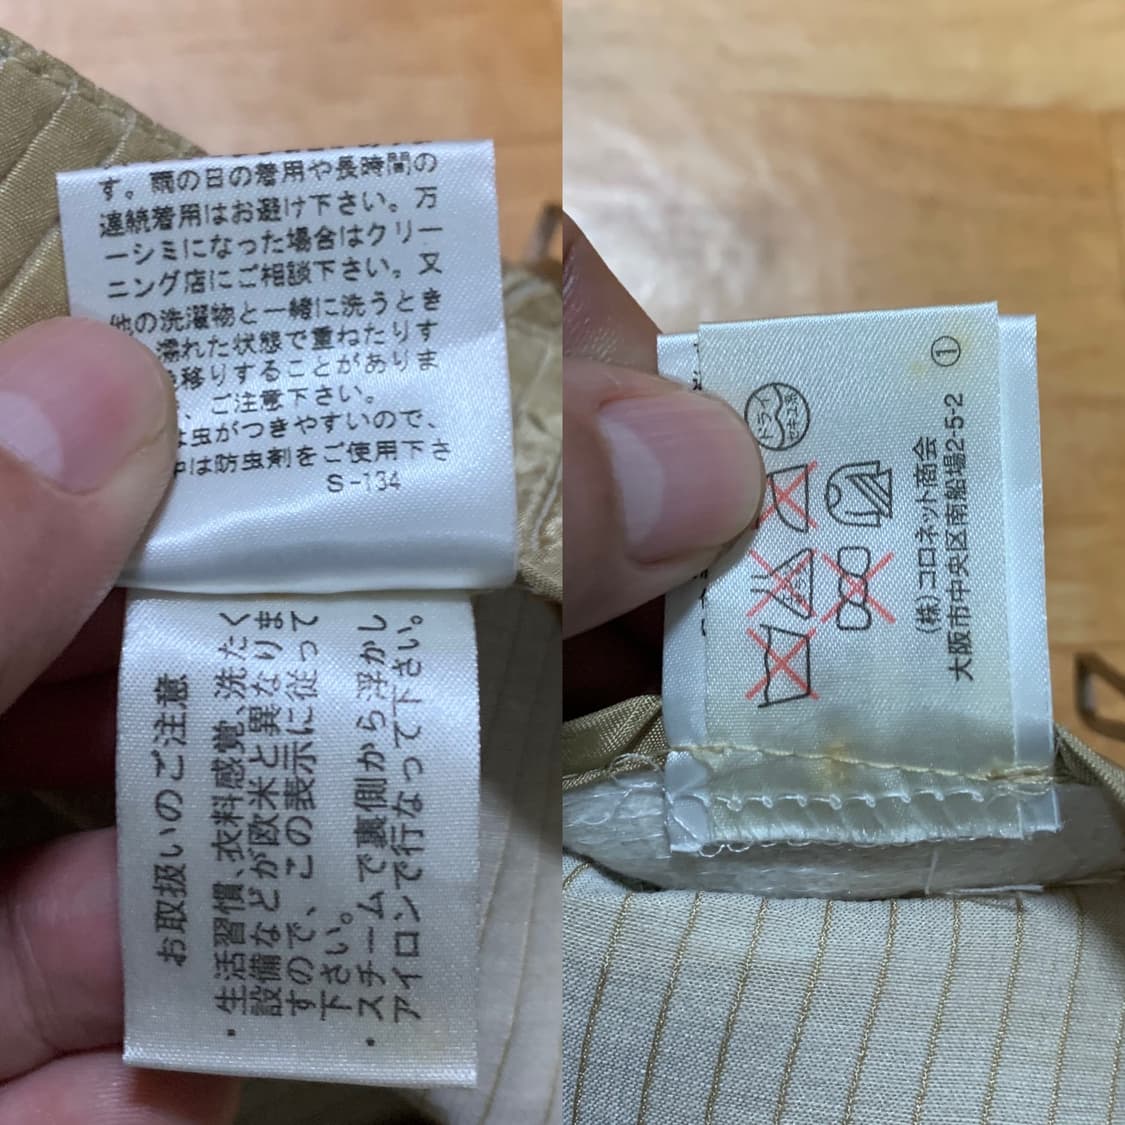 す。雨の日の着用や長時間の
連続着用はお避け下さい。万
一シミになった場合はクリー
ニング店にご相談下さい。又
他の洗濯物と一緒に洗うとき
濡れた状態で重ねたりす
移りすることがありま
、ご注意下さい。
は虫がつきやすいので、
中は防虫剤をご使用下さ
S-134
お取扱いのご注意
・生活習慣、衣料感覚、洗たく
設備などが欧米と異なりま
すので、この表示に従って
下さい。
・スチームで裏側から浮かし
アイロンで行なって下さい。
ドライ
セキユ系
(株)コロネット商会
大阪市中央区南船場2-5-2
①